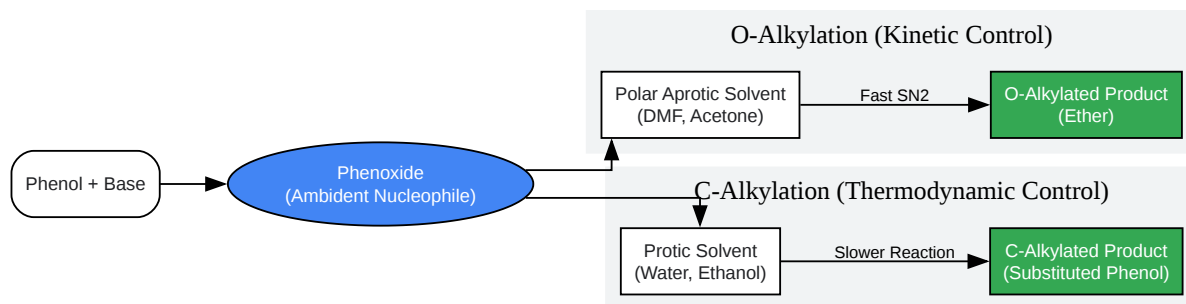 O-Alkylation (Kinetic Control)
Polar Aprotic Solvent
(DMF, Acetone)
Fast SN2
O-Alkylated Product
(Ether)
Phenol + Base
Phenoxide
(Ambident Nucleophile)
C-Alkylation (Thermodynamic Control)
Protic Solvent
(Water, Ethanol)
Slower Reaction
C-Alkylated Product
(Substituted Phenol)